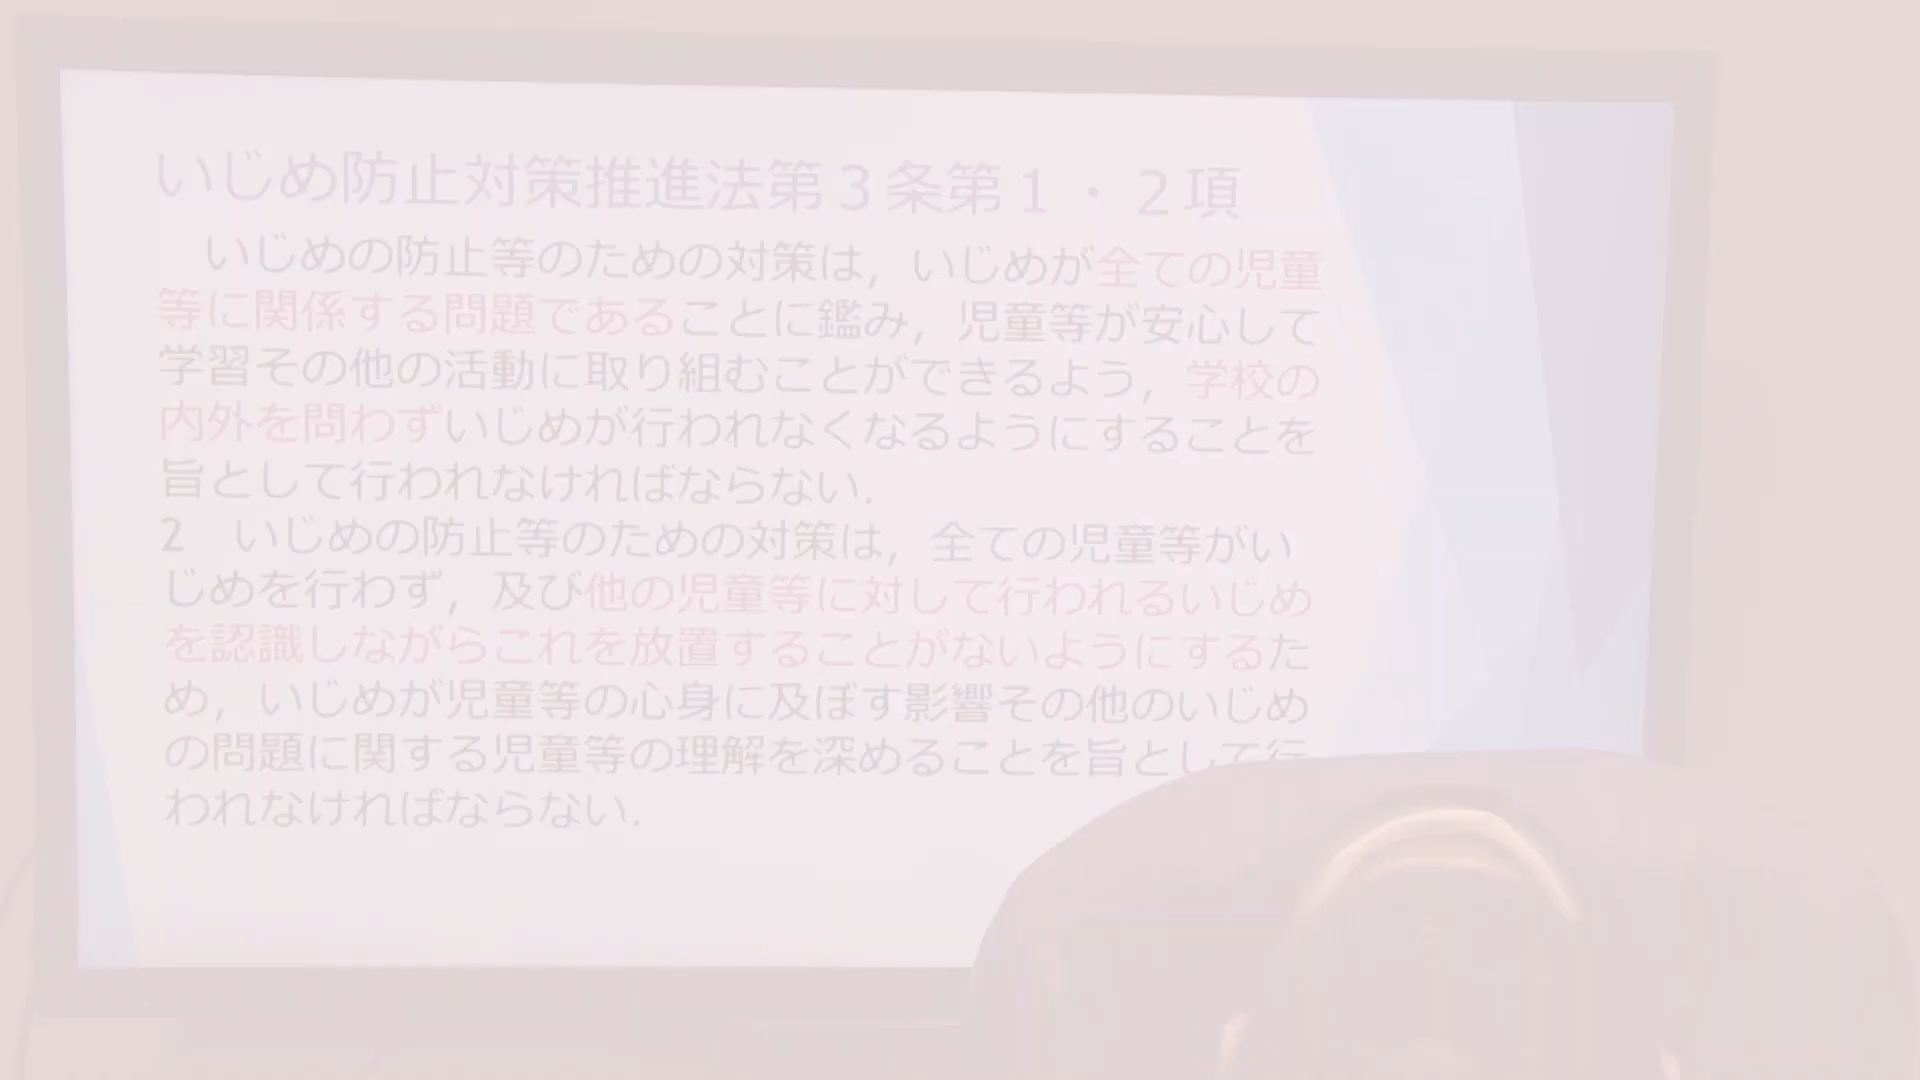 いじめ防止対策推進法第３条第１・２項
いじめの防止等のための対策は，いじめが全ての児童
等に関係する問題であることに鑑み，児童等が安心して
学習その他の活動に取り組むことができるよう，学校の
内外を問わずいじめが行われなくなるようにすることを
旨として行われなければならない．
2　いじめの防止等のための対策は，全ての児童等がい
じめを行わず，及び他の児童等に対して行われるいじめ
を認識しながらこれを放置することがないようにするた
め，いじめが児童等の心身に及ぼす影響その他のいじめ
の問題に関する児童等の理解を深めることを旨として行
われなければならない．